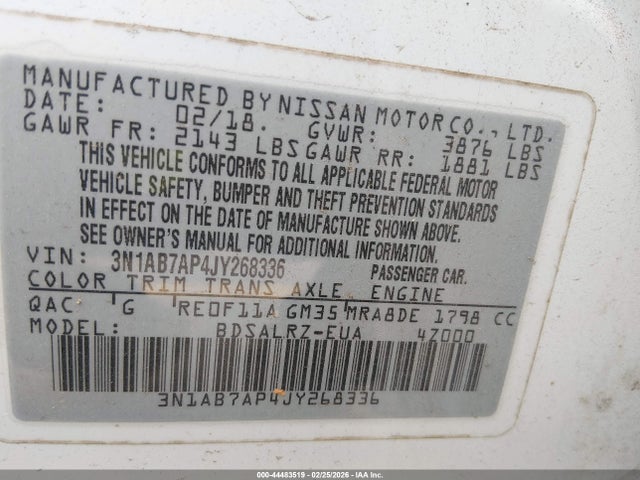 MANUFACTURED BY NISSAN MOTOR CO., LTD.
DATE: 02/18. GVWR: 3876 LBS
GAWR FR: 2143 LBS GAWR RR: 1881 LBS
THIS VEHICLE CONFORMS TO ALL APPLICABLE FEDERAL MOTOR
VEHICLE SAFETY, BUMPER AND THEFT PREVENTION STANDARDS
IN EFFECT ON THE DATE OF MANUFACTURE SHOWN ABOVE.
SEE OWNER'S MANUAL FOR ADDITIONAL INFORMATION.
VIN: 3N1AB7AP4JY268336 PASSENGER CAR.
COLOR TRIM TRANS AXLE ENGINE
QAC G RE0F11A GM35 MRA8DE 1798 CC
MODEL: BDSALRZ-EUA 4Z000
3N1AB7AP4JY268336
000-44483519 - 02/25/2026 - IAA Corp.